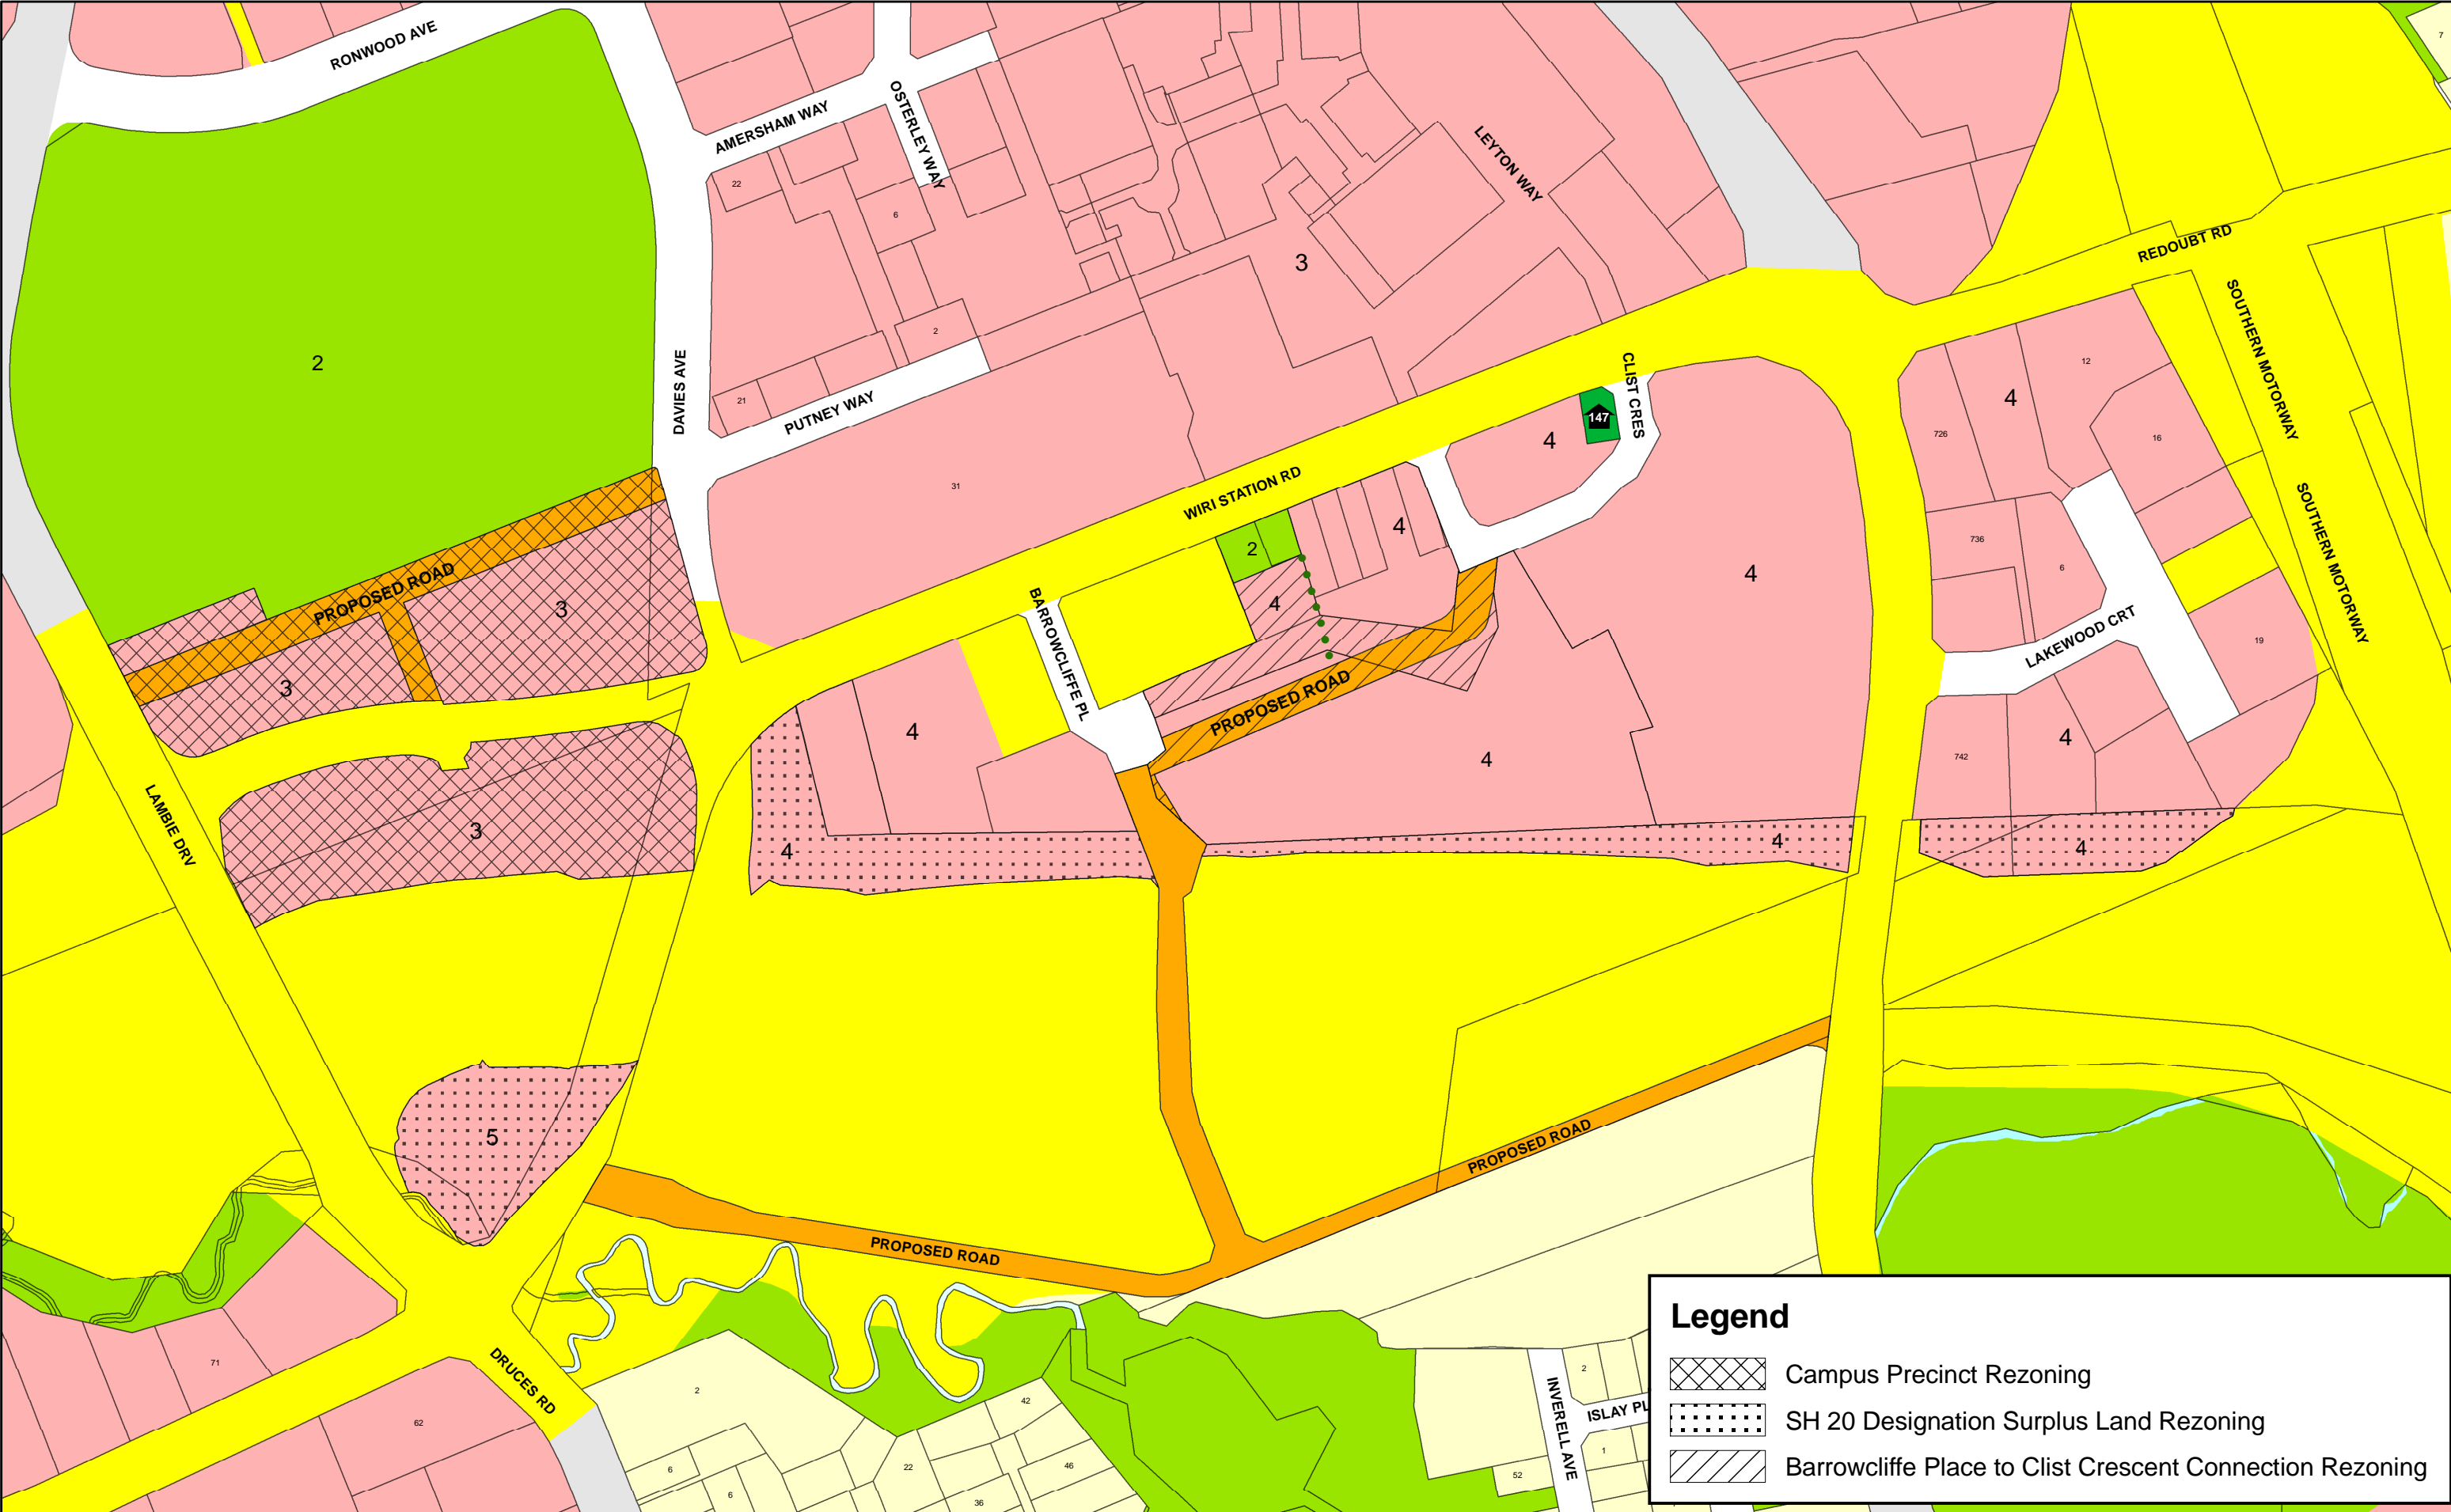 RONWOOD AVE
7
AMERSHAM WAY
OSTERLEY WAY
LEYTON WAY
22
6
3
REDOUBT RD
SOUTHERN MOTORWAY
2
DAVIES AVE
2
21
PUTNEY WAY
CLIST CRES
147
4
4
12
726
16
31
WIRI STATION RD
4
2
736
6
SOUTHERN MOTORWAY
PROPOSED ROAD
3
3
BARROWCLIFFE PL
4
4
LAKEWOOD CRT
19
PROPOSED ROAD
4
4
4
742
LAMBIE DRV
3
4
4
4
5
PROPOSED ROAD
PROPOSED ROAD
71
62
DRUCES RD
2
6
6
42
22
46
36
INVERELL AVE
2
ISLAY PL
1
52
Legend
Campus Precinct Rezoning
SH 20 Designation Surplus Land Rezoning
Barrowcliffe Place to Clist Crescent Connection Rezoning